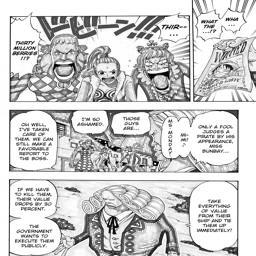 WHA...
WHAT
THE
...!?
THIR--
THIRTY
MILLION
BERRIES
!!?
ONLY A FOOL
JUDGES
A PIRATE
BY HIS
APPEARANCE,
MISS
MS.
MONDAY
THOSE
GUYS
ARE...
I'M SO
ASHAMED.
OH WELL,
I'VE TAKEN
CARE OF
THEM. WE
CAN STILL
MAKE A
FAVORABLE
REPORT TO
THE BOSS.
TAKE
EVERYTHING
OF VALUE
FROM
THEIR SHIP
AND TIE
THEM UP
IMMEDIATELY!
IF WE
HAVE TO
KILL THEM,
THEIR VALUE
DROPS BY 30
PERCENT.
THE
GOVERNMENT
WANTS TO
EXECUTE THEM
PUBLICLY.